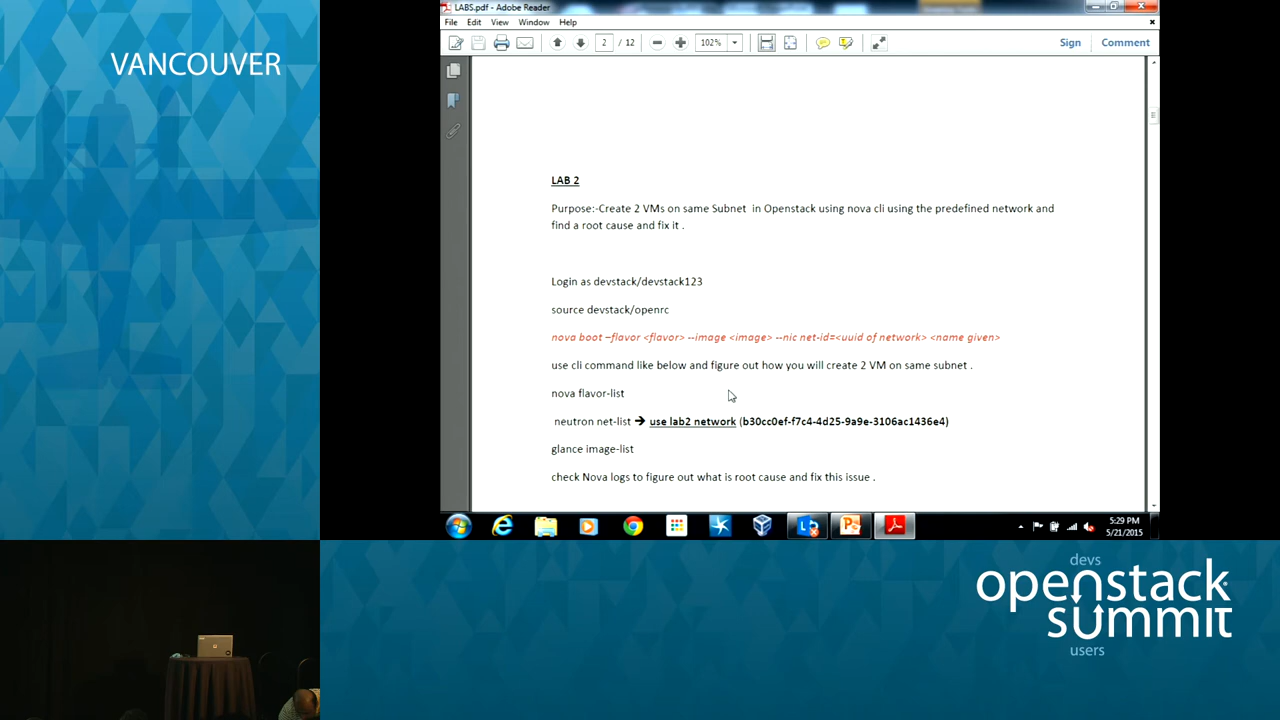 VANCOUVER
LABS.pdf - Adobe Reader
File Edit View Window Help
2 / 12 102% Sign Comment
LAB 2
Purpose:-Create 2 VMs on same Subnet in Openstack using nova cli using the predefined network and
find a root cause and fix it .
Login as devstack/devstack123
source devstack/openrc
nova boot –flavor <flavor> --image <image> --nic net-id=<uuid of network> <name given>
use cli command like below and figure out how you will create 2 VM on same subnet .
nova flavor-list
neutron net-list ➔ use lab2 network (b30cc0ef-f7c4-4d25-9a9e-3106ac1436e4)
glance image-list
check Nova logs to figure out what is root cause and fix this issue .
5:29 PM
5/21/2015
devs
openstack
summit
users